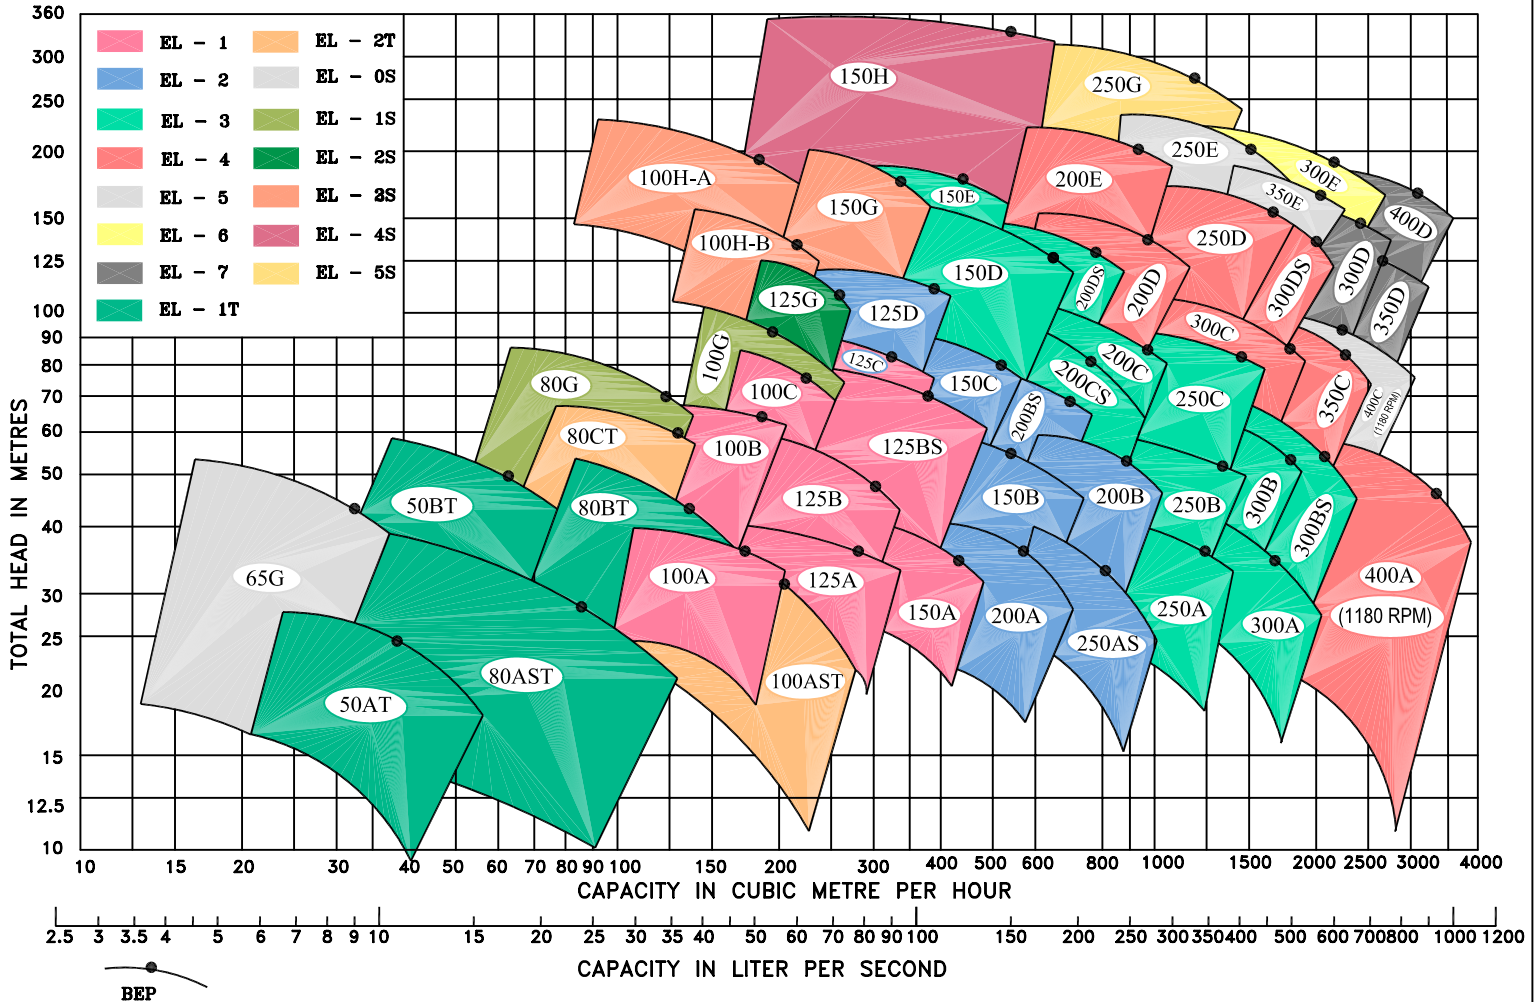 360
300
250
200
150
125
100
90
80
70
60
50
40
30
25
20
15
12.5
10
TOTAL HEAD IN METRES
EL - 1
EL - 2
EL - 3
EL - 4
EL - 5
EL - 6
EL - 7
EL - 1T
EL - 2T
EL - 0S
EL - 1S
EL - 2S
EL - 3S
EL - 4S
EL - 5S
150H
250G
100H-A
150G
150E
200E
250E
300E
350E
400D
100H-B
125G
125D
150D
200DS
200D
250D
300DS
300D
350D
100G
125C
100C
150C
200BS
200CS
200C
300C
250C
350C
400C
(1180 RPM)
80G
80CT
100B
125BS
50BT
80BT
125B
150B
200B
250B
300B
300BS
65G
100A
125A
150A
200A
250AS
250A
300A
400A
(1180 RPM)
80AST
50AT
100AST
10 15 20 30 40 50 60 70 80 90 100 150 200 300 400 500 600 800 1000 1500 2000 2500 3000 4000
CAPACITY IN CUBIC METRE PER HOUR
2.5 3 3.5 4 5 6 7 8 9 10 15 20 25 30 35 40 50 60 70 80 90 100 150 200 250 300 350 400 500 600 700 800 1000 1200
CAPACITY IN LITER PER SECOND
BEP